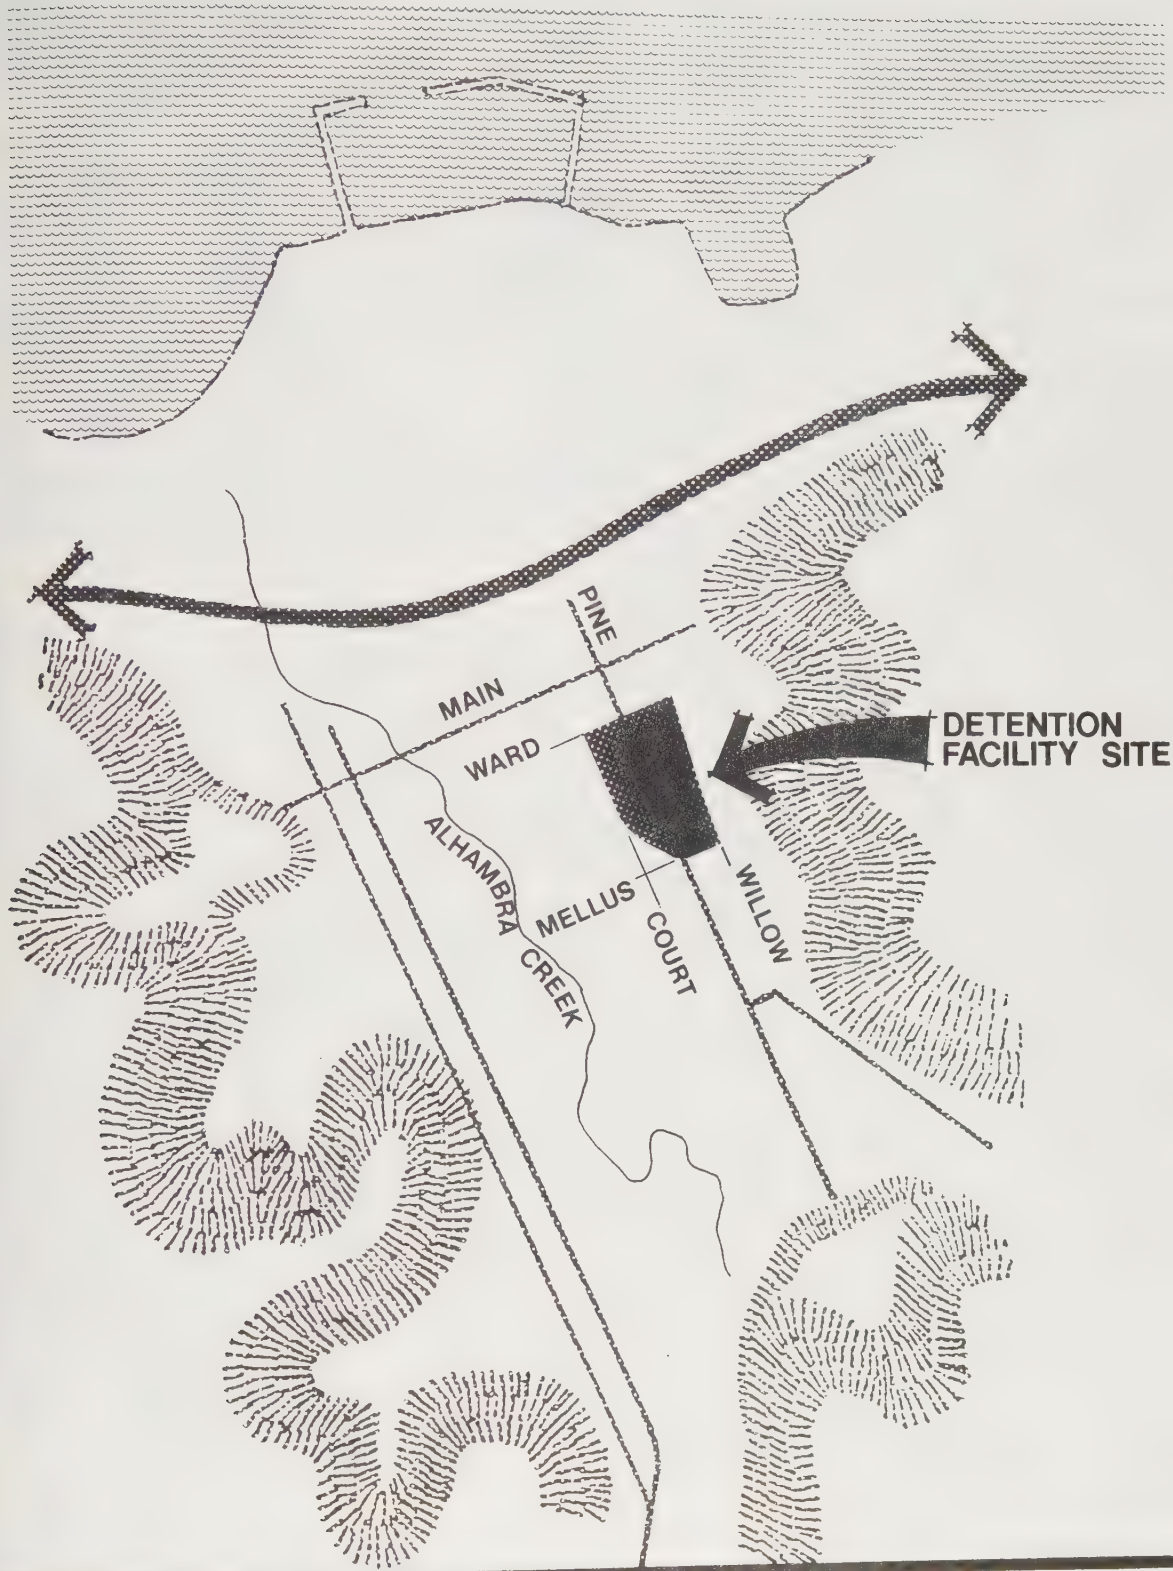 PINE
MAIN
WARD
DETENTION
FACILITY SITE
ALHAMBRA
CREEK
MELLUS
COURT
WILLOW